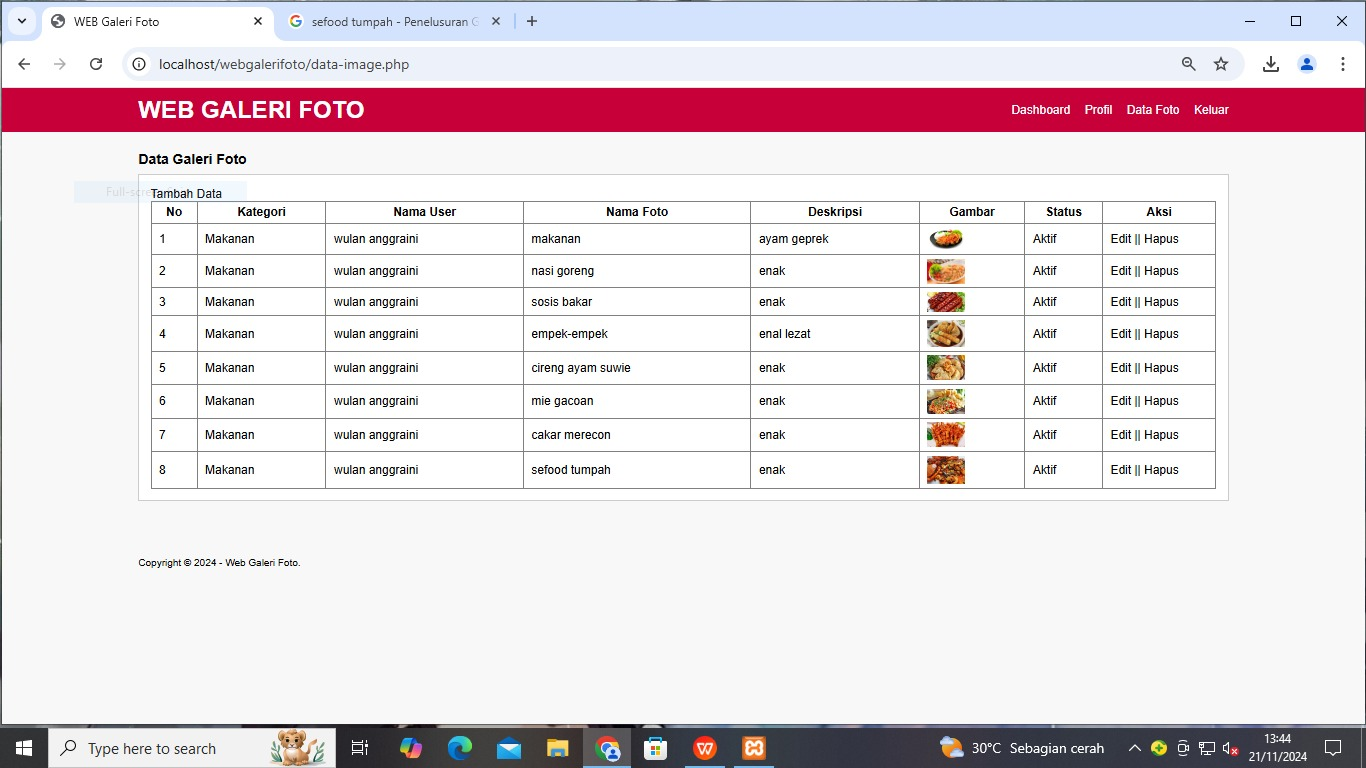 WEB Galeri Foto
sefood tumpah - Penelusuran G
localhost/webgalerifoto/data-image.php
WEB GALERI FOTO
Dashboard Profil Data Foto Keluar
Data Galeri Foto
Full-sc
Tambah Data
No Kategori Nama User Nama Foto Deskripsi Gambar Status Aksi
1 Makanan wulan anggraini makanan ayam geprek Aktif Edit || Hapus
2 Makanan wulan anggraini nasi goreng enak Aktif Edit || Hapus
3 Makanan wulan anggraini sosis bakar enak Aktif Edit || Hapus
4 Makanan wulan anggraini empek-empek enal lezat Aktif Edit || Hapus
5 Makanan wulan anggraini cireng ayam suwie enak Aktif Edit || Hapus
6 Makanan wulan anggraini mie gacoan enak Aktif Edit || Hapus
7 Makanan wulan anggraini cakar merecon enak Aktif Edit || Hapus
8 Makanan wulan anggraini sefood tumpah enak Aktif Edit || Hapus
Copyright © 2024 - Web Galeri Foto.
Type here to search
30°C Sebagian cerah
13:44
21/11/2024